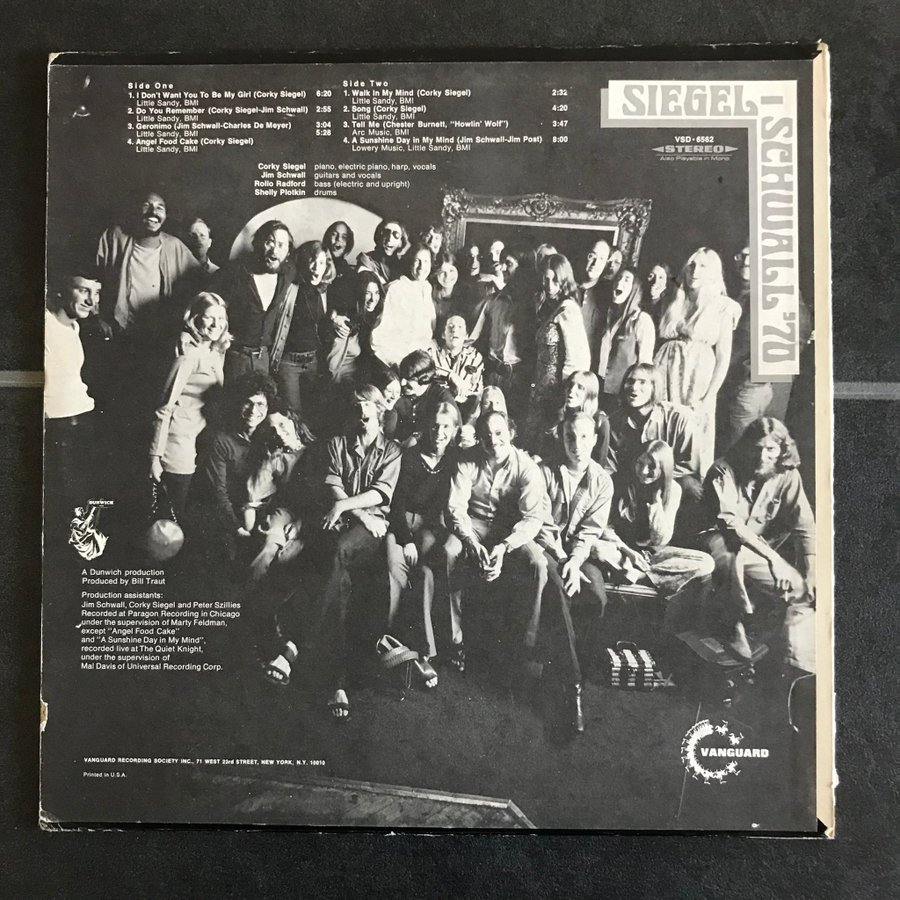 Side One
1. I Don't Want You To Be My Girl (Corky Siegel) 6:20
Little Sandy, BMI
2. Do You Remember (Corky Siegel-Jim Schwall) 2:55
Little Sandy, BMI
3. Geronimo (Jim Schwall-Charles De Meyer) 3:04
Little Sandy, BMI 5:28
4. Angel Food Cake (Corky Siegel)
Little Sandy, BMI
Side Two
1. Walk In My Mind (Corky Siegel) 2:32
Little Sandy, BMI
2. Song (Corky Siegel) 4:20
Little Sandy, BMI
3. Tell Me (Chester Burnett, "Howlin' Wolf") 3:47
Arc Music, BMI
4. A Sunshine Day in My Mind (Jim Schwall-Jim Post) 8:00
Lowery Music, Little Sandy, BMI
Corky Siegel piano, electric piano, harp, vocals
Jim Schwall guitars and vocals
Rollo Radford bass (electric and upright)
Shelly Plotkin drums
SIEGEL-
SCHWALL '70
VSD-6562
STEREO
Also Playable in Mono
DUNWICH
A Dunwich production
Produced by Bill Traut
Production assistants:
Jim Schwall, Corky Siegel and Peter Szillies
Recorded at Paragon Recording in Chicago
under the supervision of Marty Feldman,
except "Angel Food Cake"
and "A Sunshine Day in My Mind",
recorded live at The Quiet Knight,
under the supervision of
Mal Davis of Universal Recording Corp.
VANGUARD RECORDING SOCIETY INC., 71 WEST 23rd STREET, NEW YORK, N.Y. 10010
Printed in U.S.A.
VANGUARD